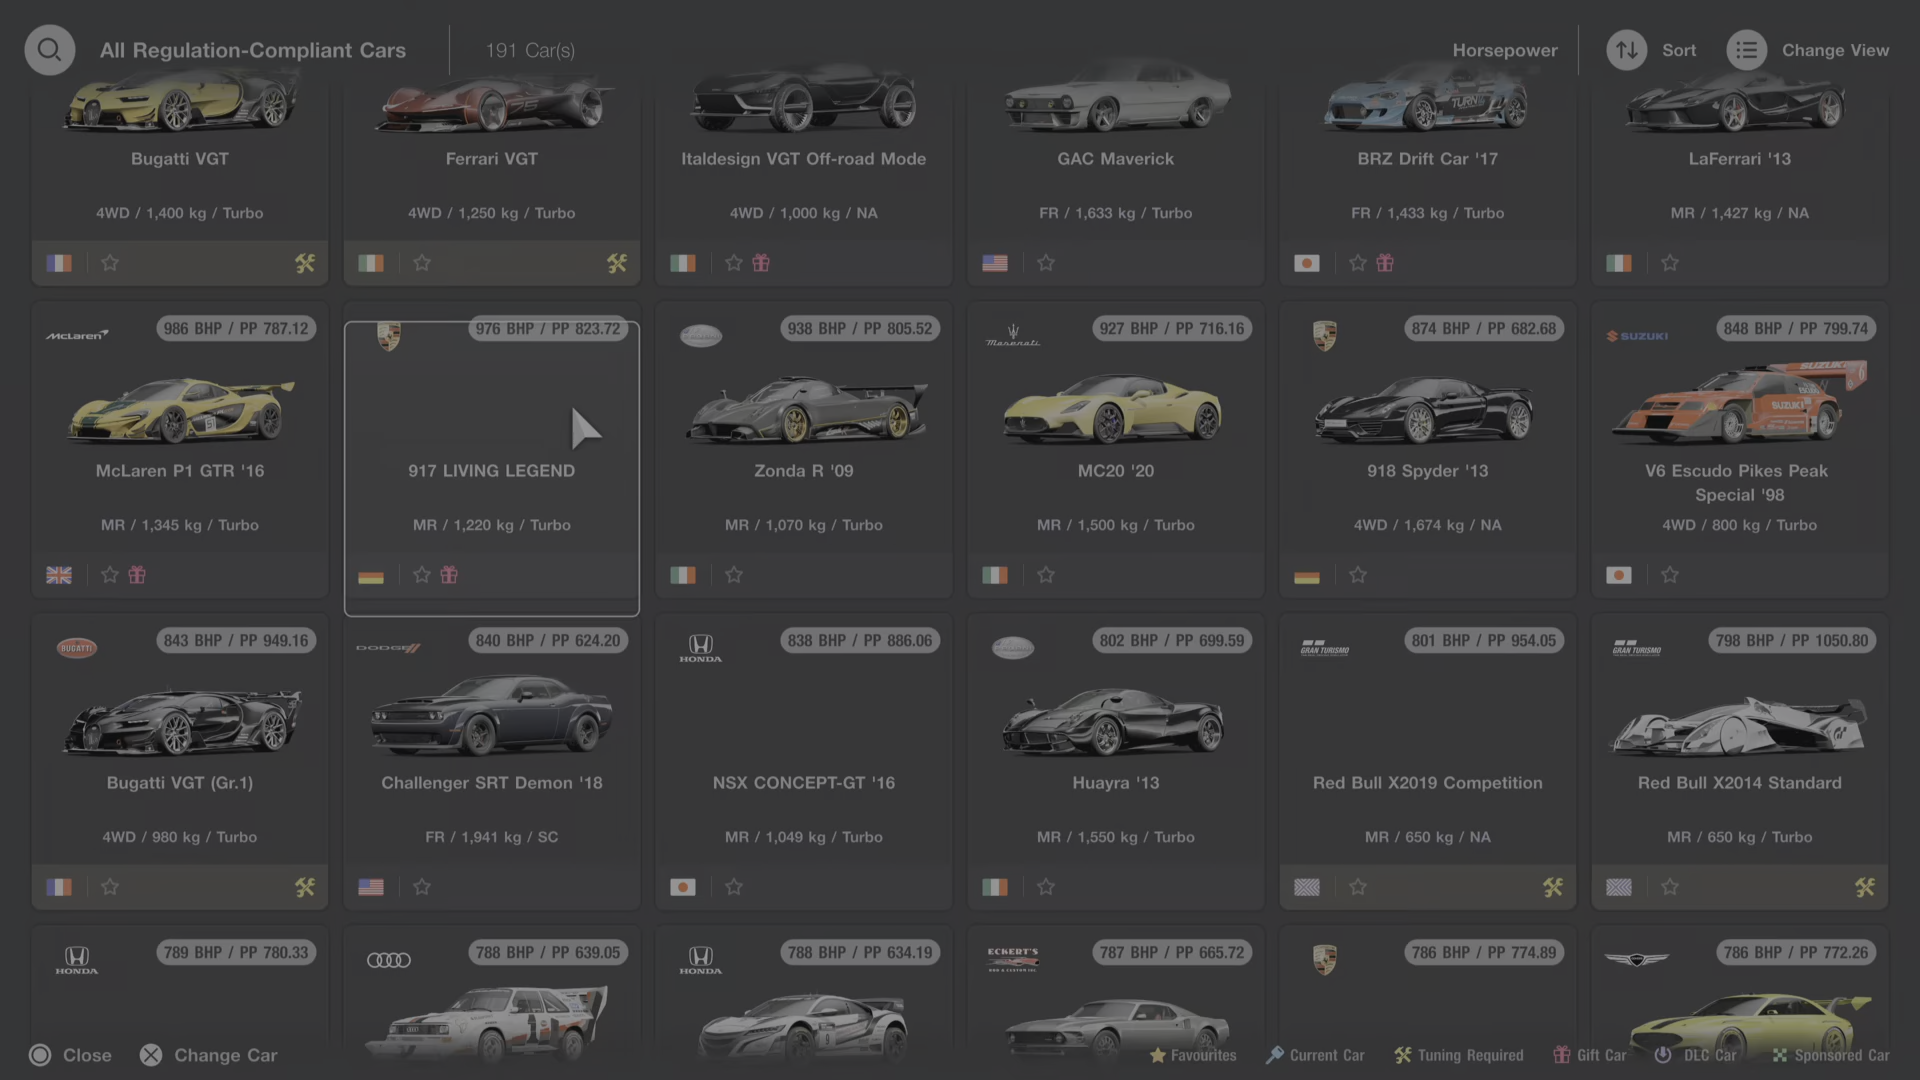 All Regulation-Compliant Cars
191 Car(s)
Horsepower
Sort
Change View
Bugatti VGT
Ferrari VGT
Italdesign VGT Off-road Mode
GAC Maverick
BRZ Drift Car '17
LaFerrari '13
4WD / 1,400 kg / Turbo
4WD / 1,250 kg / Turbo
4WD / 1,000 kg / NA
FR / 1,633 kg / Turbo
FR / 1,433 kg / Turbo
MR / 1,427 kg / NA
McLaren
986 BHP / PP 787.12
976 BHP / PP 823.72
938 BHP / PP 805.52
Maserati
927 BHP / PP 716.16
874 BHP / PP 682.68
SUZUKI
848 BHP / PP 799.74
McLaren P1 GTR '16
917 LIVING LEGEND
Zonda R '09
MC20 '20
918 Spyder '13
V6 Escudo Pikes Peak
Special '98
MR / 1,345 kg / Turbo
MR / 1,220 kg / Turbo
MR / 1,070 kg / Turbo
MR / 1,500 kg / Turbo
4WD / 1,674 kg / NA
4WD / 800 kg / Turbo
BUGATTI
843 BHP / PP 949.16
DODGE
840 BHP / PP 624.20
HONDA
838 BHP / PP 886.06
802 BHP / PP 699.59
GRAN TURISMO
801 BHP / PP 954.05
GRAN TURISMO
798 BHP / PP 1050.80
Bugatti VGT (Gr.1)
Challenger SRT Demon '18
NSX CONCEPT-GT '16
Huayra '13
Red Bull X2019 Competition
Red Bull X2014 Standard
4WD / 980 kg / Turbo
FR / 1,941 kg / SC
MR / 1,049 kg / Turbo
MR / 1,550 kg / Turbo
MR / 650 kg / NA
MR / 650 kg / Turbo
HONDA
789 BHP / PP 780.33
788 BHP / PP 639.05
HONDA
788 BHP / PP 634.19
ECKERT'S
ROD & CUSTOM INC.
787 BHP / PP 665.72
786 BHP / PP 774.89
786 BHP / PP 772.26
Close
Change Car
Favourites
Current Car
Tuning Required
Gift Car
DLC Car
Sponsored Car